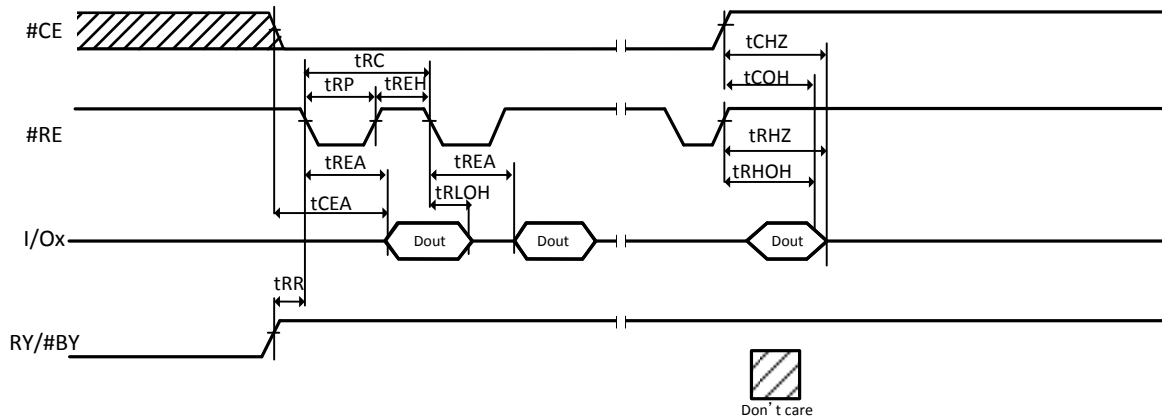 #CE
tCHZ
tRC
tCOH
tRP
tREH
#RE
tRHZ
tREA
tREA
tRHOH
tRLOH
tCEA
I/Ox
Dout
Dout
Dout
tRR
RY/#BY
Don't care